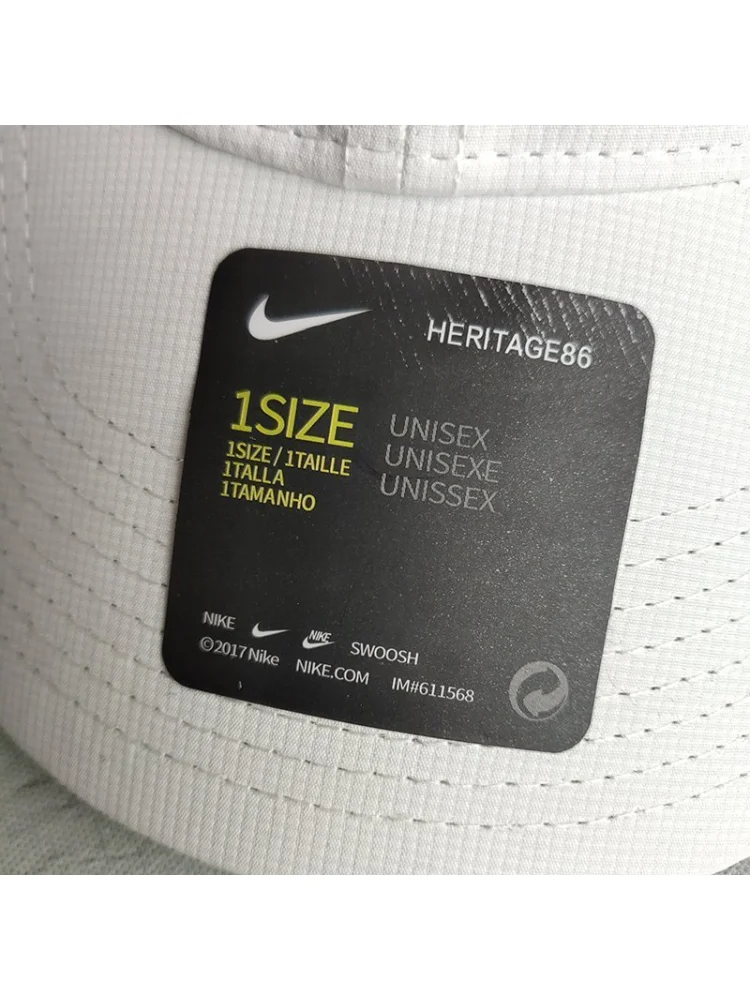 HERITAGE86
1SIZE
1SIZE / 1TAILLE
1TALLA
1TAMANHO
UNISEX
UNISEXE
UNISSEX
NIKE
NIKE
SWOOSH
©2017 Nike
NIKE.COM
IM#611568